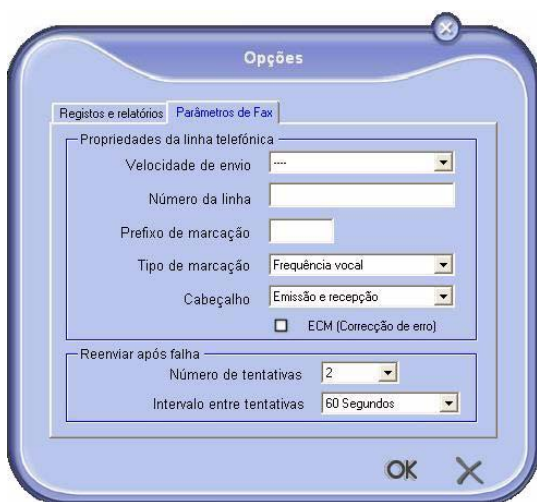 Opções
Registos e relatórios Parâmetros de Fax
Propriedades da linha telefónica
Velocidade de envio ----
Número da linha
Prefixo de marcação
Tipo de marcação Frequência vocal
Cabeçalho Emissão e recepção
ECM (Correcção de erro)
Reenviar após falha
Número de tentativas 2
Intervalo entre tentativas 60 Segundos
OK